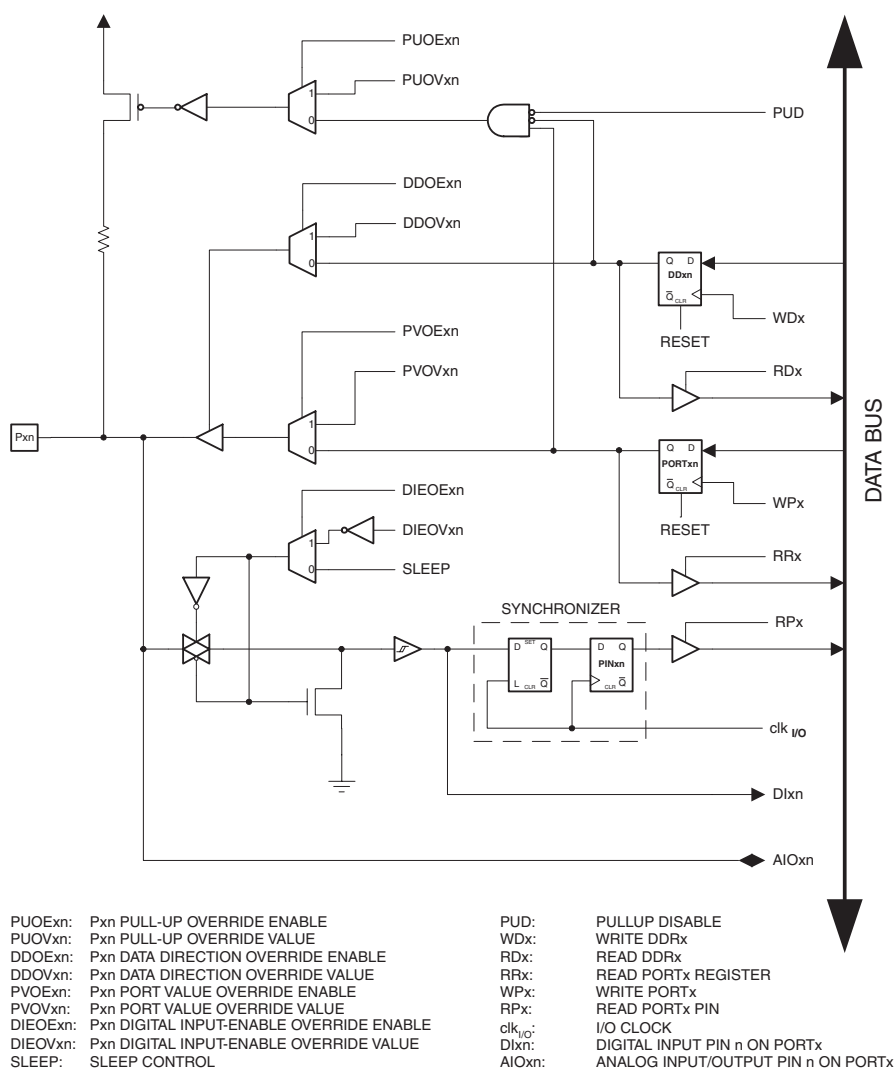 PUOExn
PUOVxn
1
0
PUD
DDOExn
DDOVxn
1
0
Q D
DDxn
Q CLR
WDx
RESET
PVOExn
RDx
PVOVxn
DATA BUS
Pxn
1
0
Q D
PORTxn
Q CLR
DIEOExn
WPx
DIEOVxn
RESET
1
0
SLEEP
RRx
SYNCHRONIZER
RPx
D SET Q
L CLR Q
D Q
PINxn
CLR Q
clk I/O
DIxn
AIOxn
PUOExn: Pxn PULL-UP OVERRIDE ENABLE
PUOVxn: Pxn PULL-UP OVERRIDE VALUE
DDOExn: Pxn DATA DIRECTION OVERRIDE ENABLE
DDOVxn: Pxn DATA DIRECTION OVERRIDE VALUE
PVOExn: Pxn PORT VALUE OVERRIDE ENABLE
PVOVxn: Pxn PORT VALUE OVERRIDE VALUE
DIEOExn: Pxn DIGITAL INPUT-ENABLE OVERRIDE ENABLE
DIEOVxn: Pxn DIGITAL INPUT-ENABLE OVERRIDE VALUE
SLEEP: SLEEP CONTROL
PUD: PULLUP DISABLE
WDx: WRITE DDRx
RDx: READ DDRx
RRx: READ PORTx REGISTER
WPx: WRITE PORTx
RPx: READ PORTx PIN
clkI/O: I/O CLOCK
DIxn: DIGITAL INPUT PIN n ON PORTx
AIOxn: ANALOG INPUT/OUTPUT PIN n ON PORTx